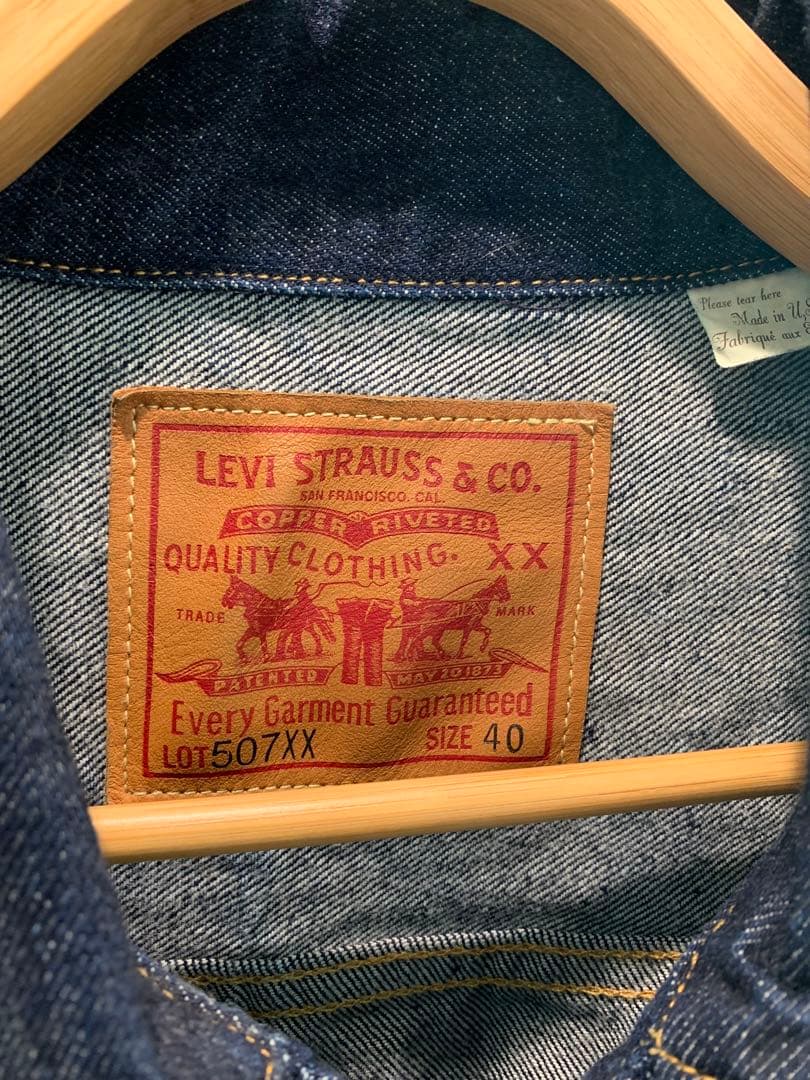 Please tear here
Made in U.S
Fabriqué aux
LEVI STRAUSS & CO.
SAN FRANCISCO, CAL.
COPPER RIVETED
QUALITY CLOTHING. XX
TRADE MARK
PATENTED MAY 20 1873
Every Garment Guaranteed
LOT 507XX SIZE 40